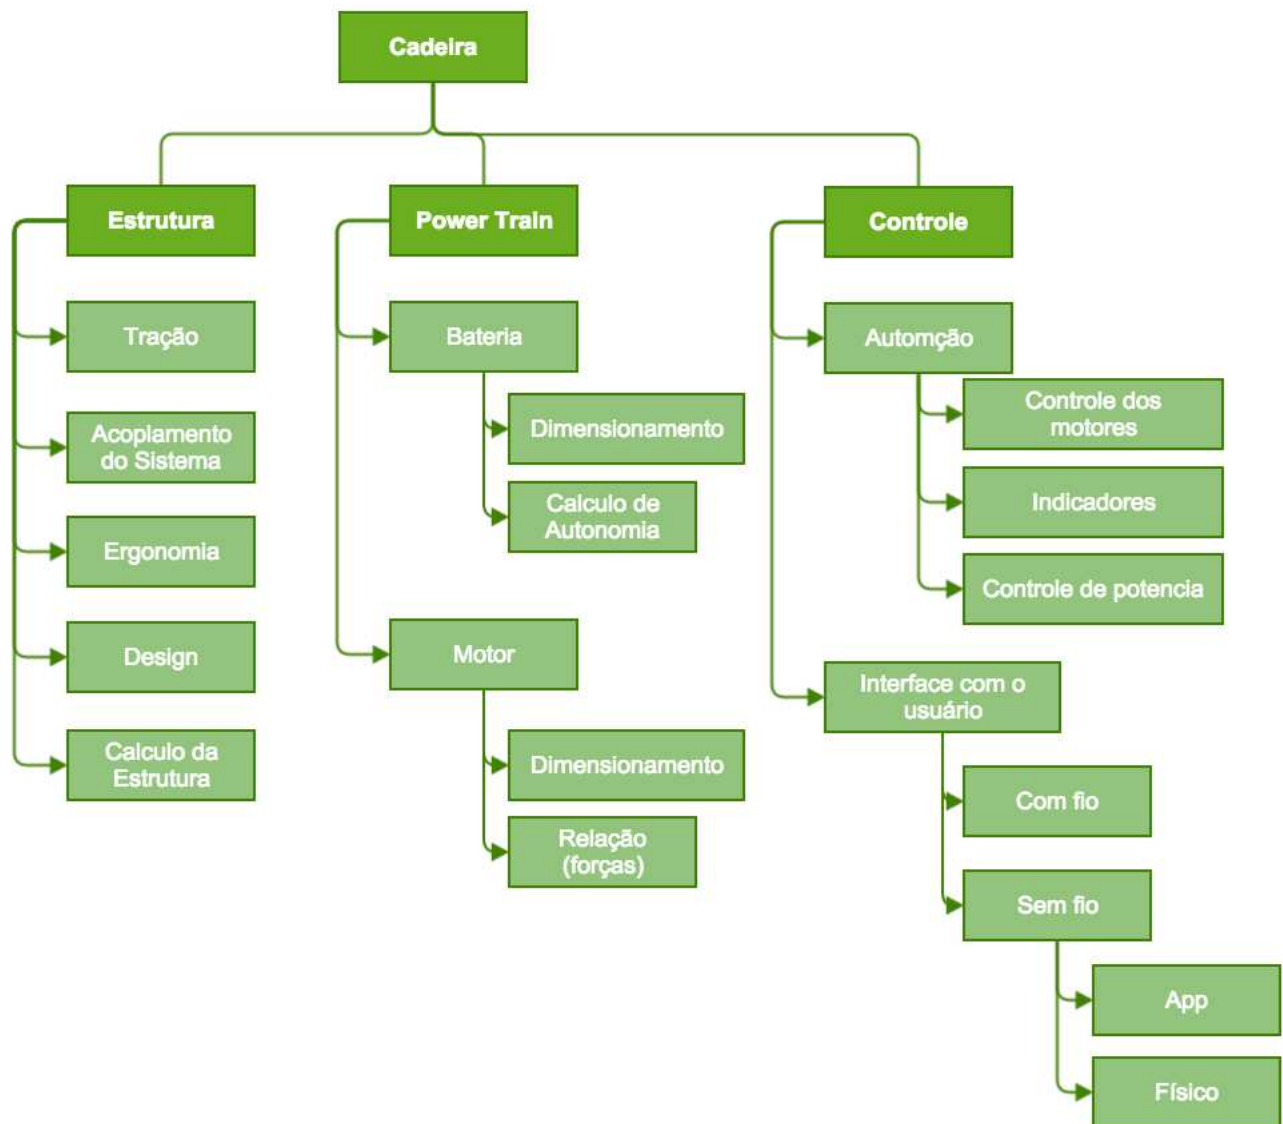 Cadeira
Estrutura
Power Train
Controle
Tração
Acoplamento
do Sistema
Ergonomia
Design
Calculo da
Estrutura
Bateria
Dimensionamento
Calculo de
Autonomia
Motor
Dimensionamento
Relação
(forças)
Automção
Controle dos
motores
Indicadores
Controle de potencia
Interface com o
usuário
Com fio
Sem fio
App
Físico